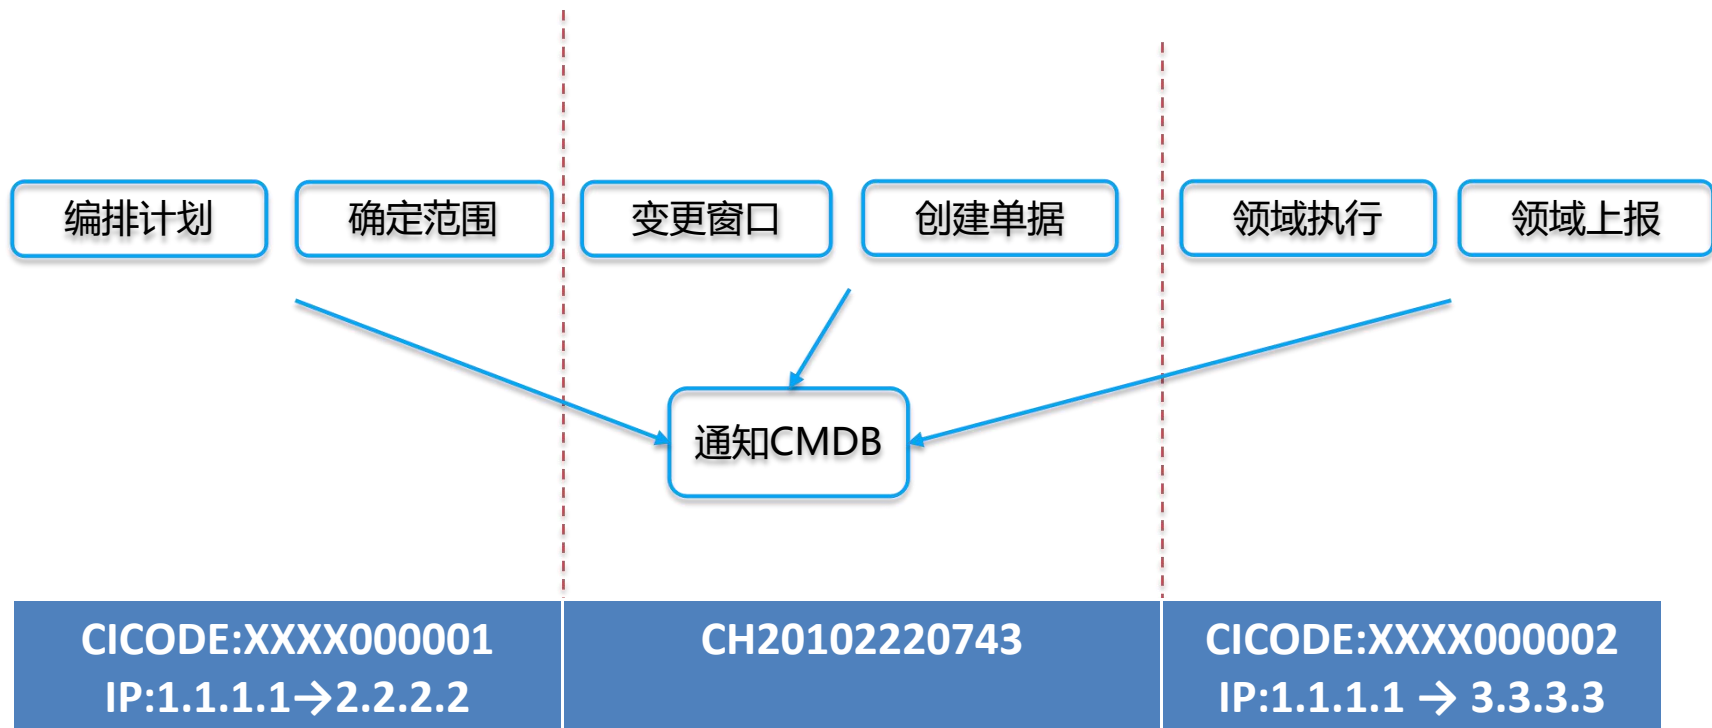 编排计划
确定范围
变更窗口
创建单据
领域执行
领域上报
通知CMDB
CICODE:XXXX000001
IP:1.1.1.1→2.2.2.2
CH20102220743
CICODE:XXXX000002
IP:1.1.1.1 → 3.3.3.3